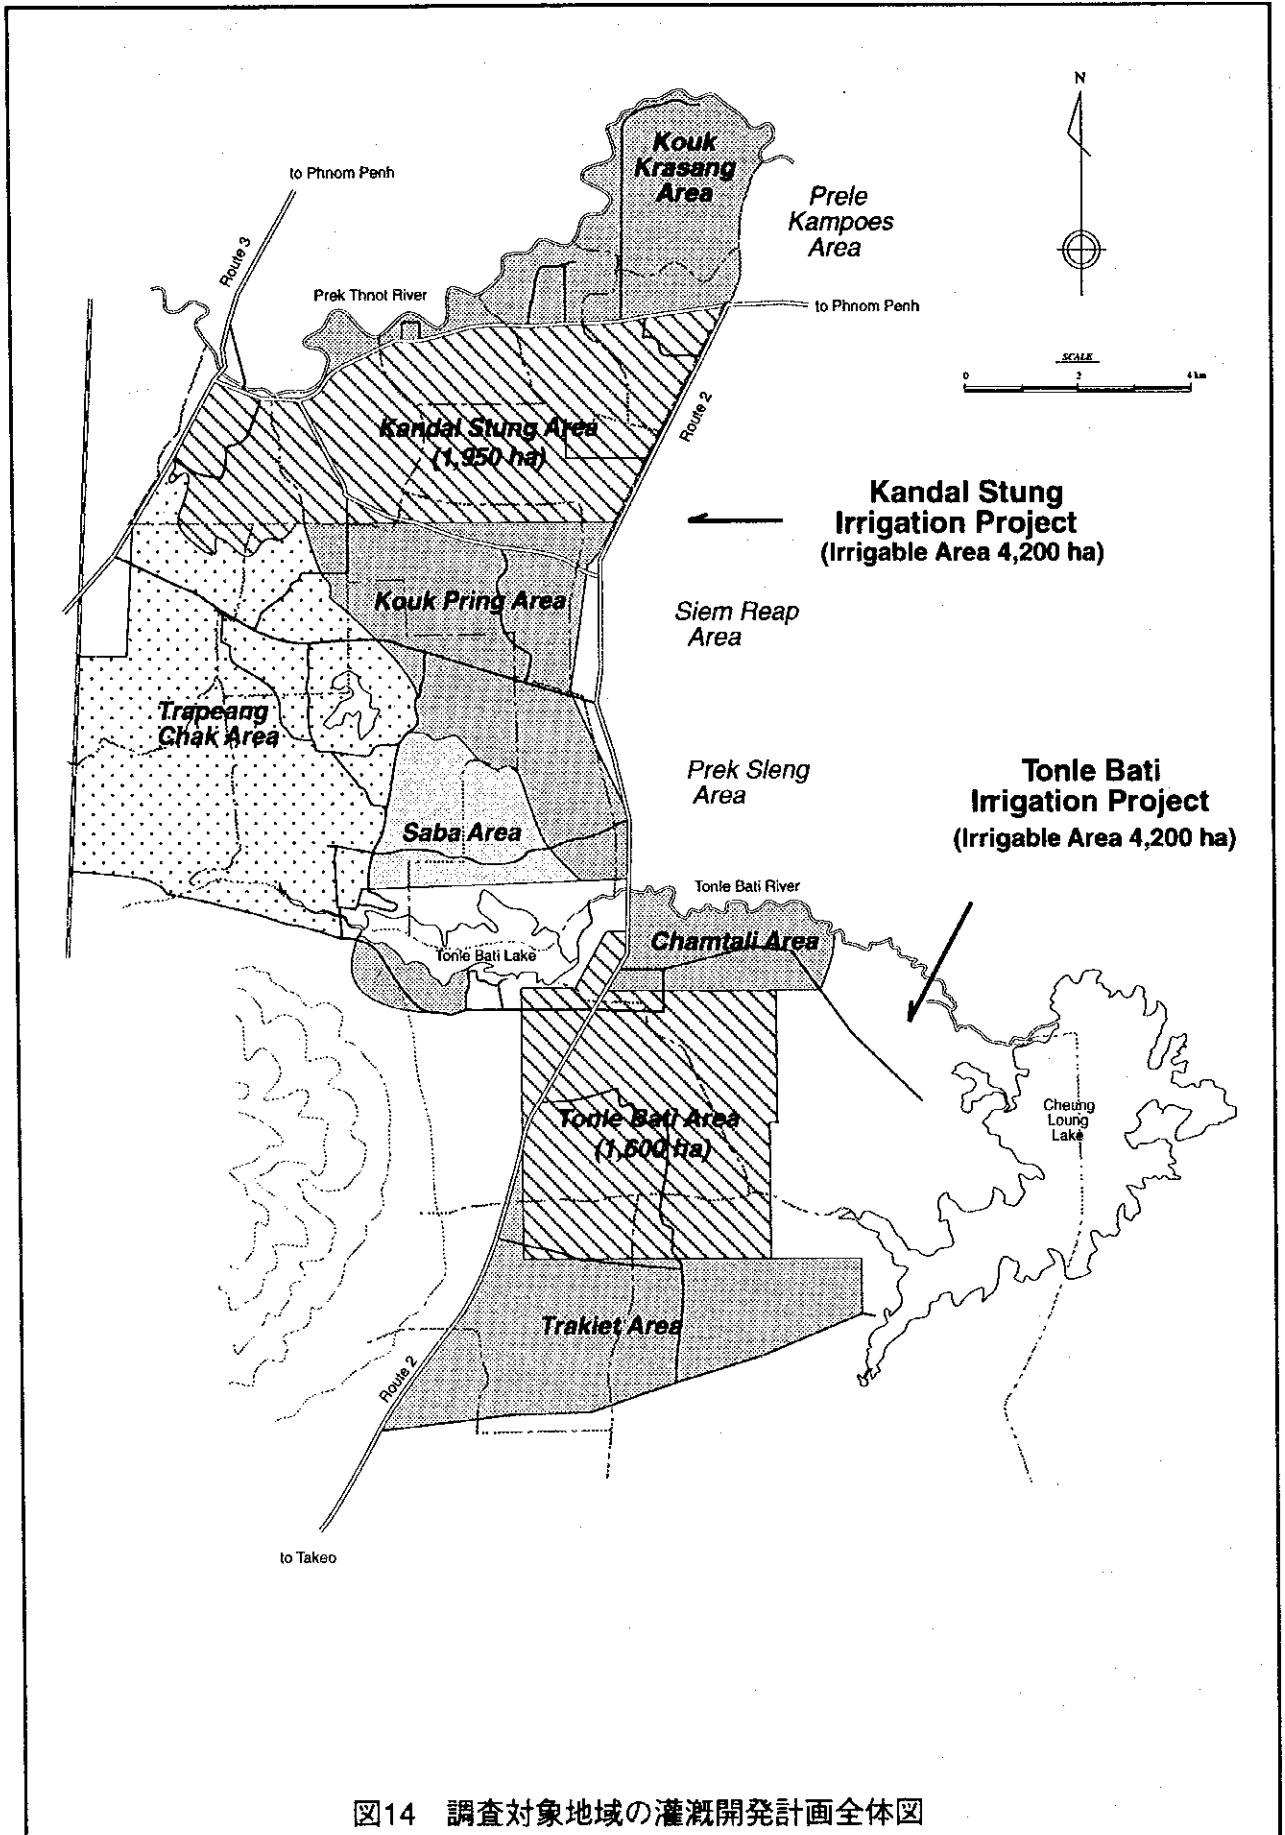 N
Kouk
Krasang
Area
to Phnom Penh
Prele
Kampoes
Area
Route 3
Prek Thnot River
to Phnom Penh
SCALE
0 2 4 km
Route 2
Kandal Stung Area
(1,950 ha)
Kandal Stung
Irrigation Project
(Irrigable Area 4,200 ha)
Kouk Pring Area
Siem Reap
Area
Trapeang
Chak Area
Prek Sleng
Area
Tonle Bati
Irrigation Project
(Irrigable Area 4,200 ha)
Saba Area
Tonle Bati River
Chamtali Area
Tonle Bati Lake
Cheung
Loung
Lake
Tonle Bati Area
(1,600 ha)
Trakiet Area
Route 2
to Takeo
図14 調査対象地域の灌漑開発計画全体図